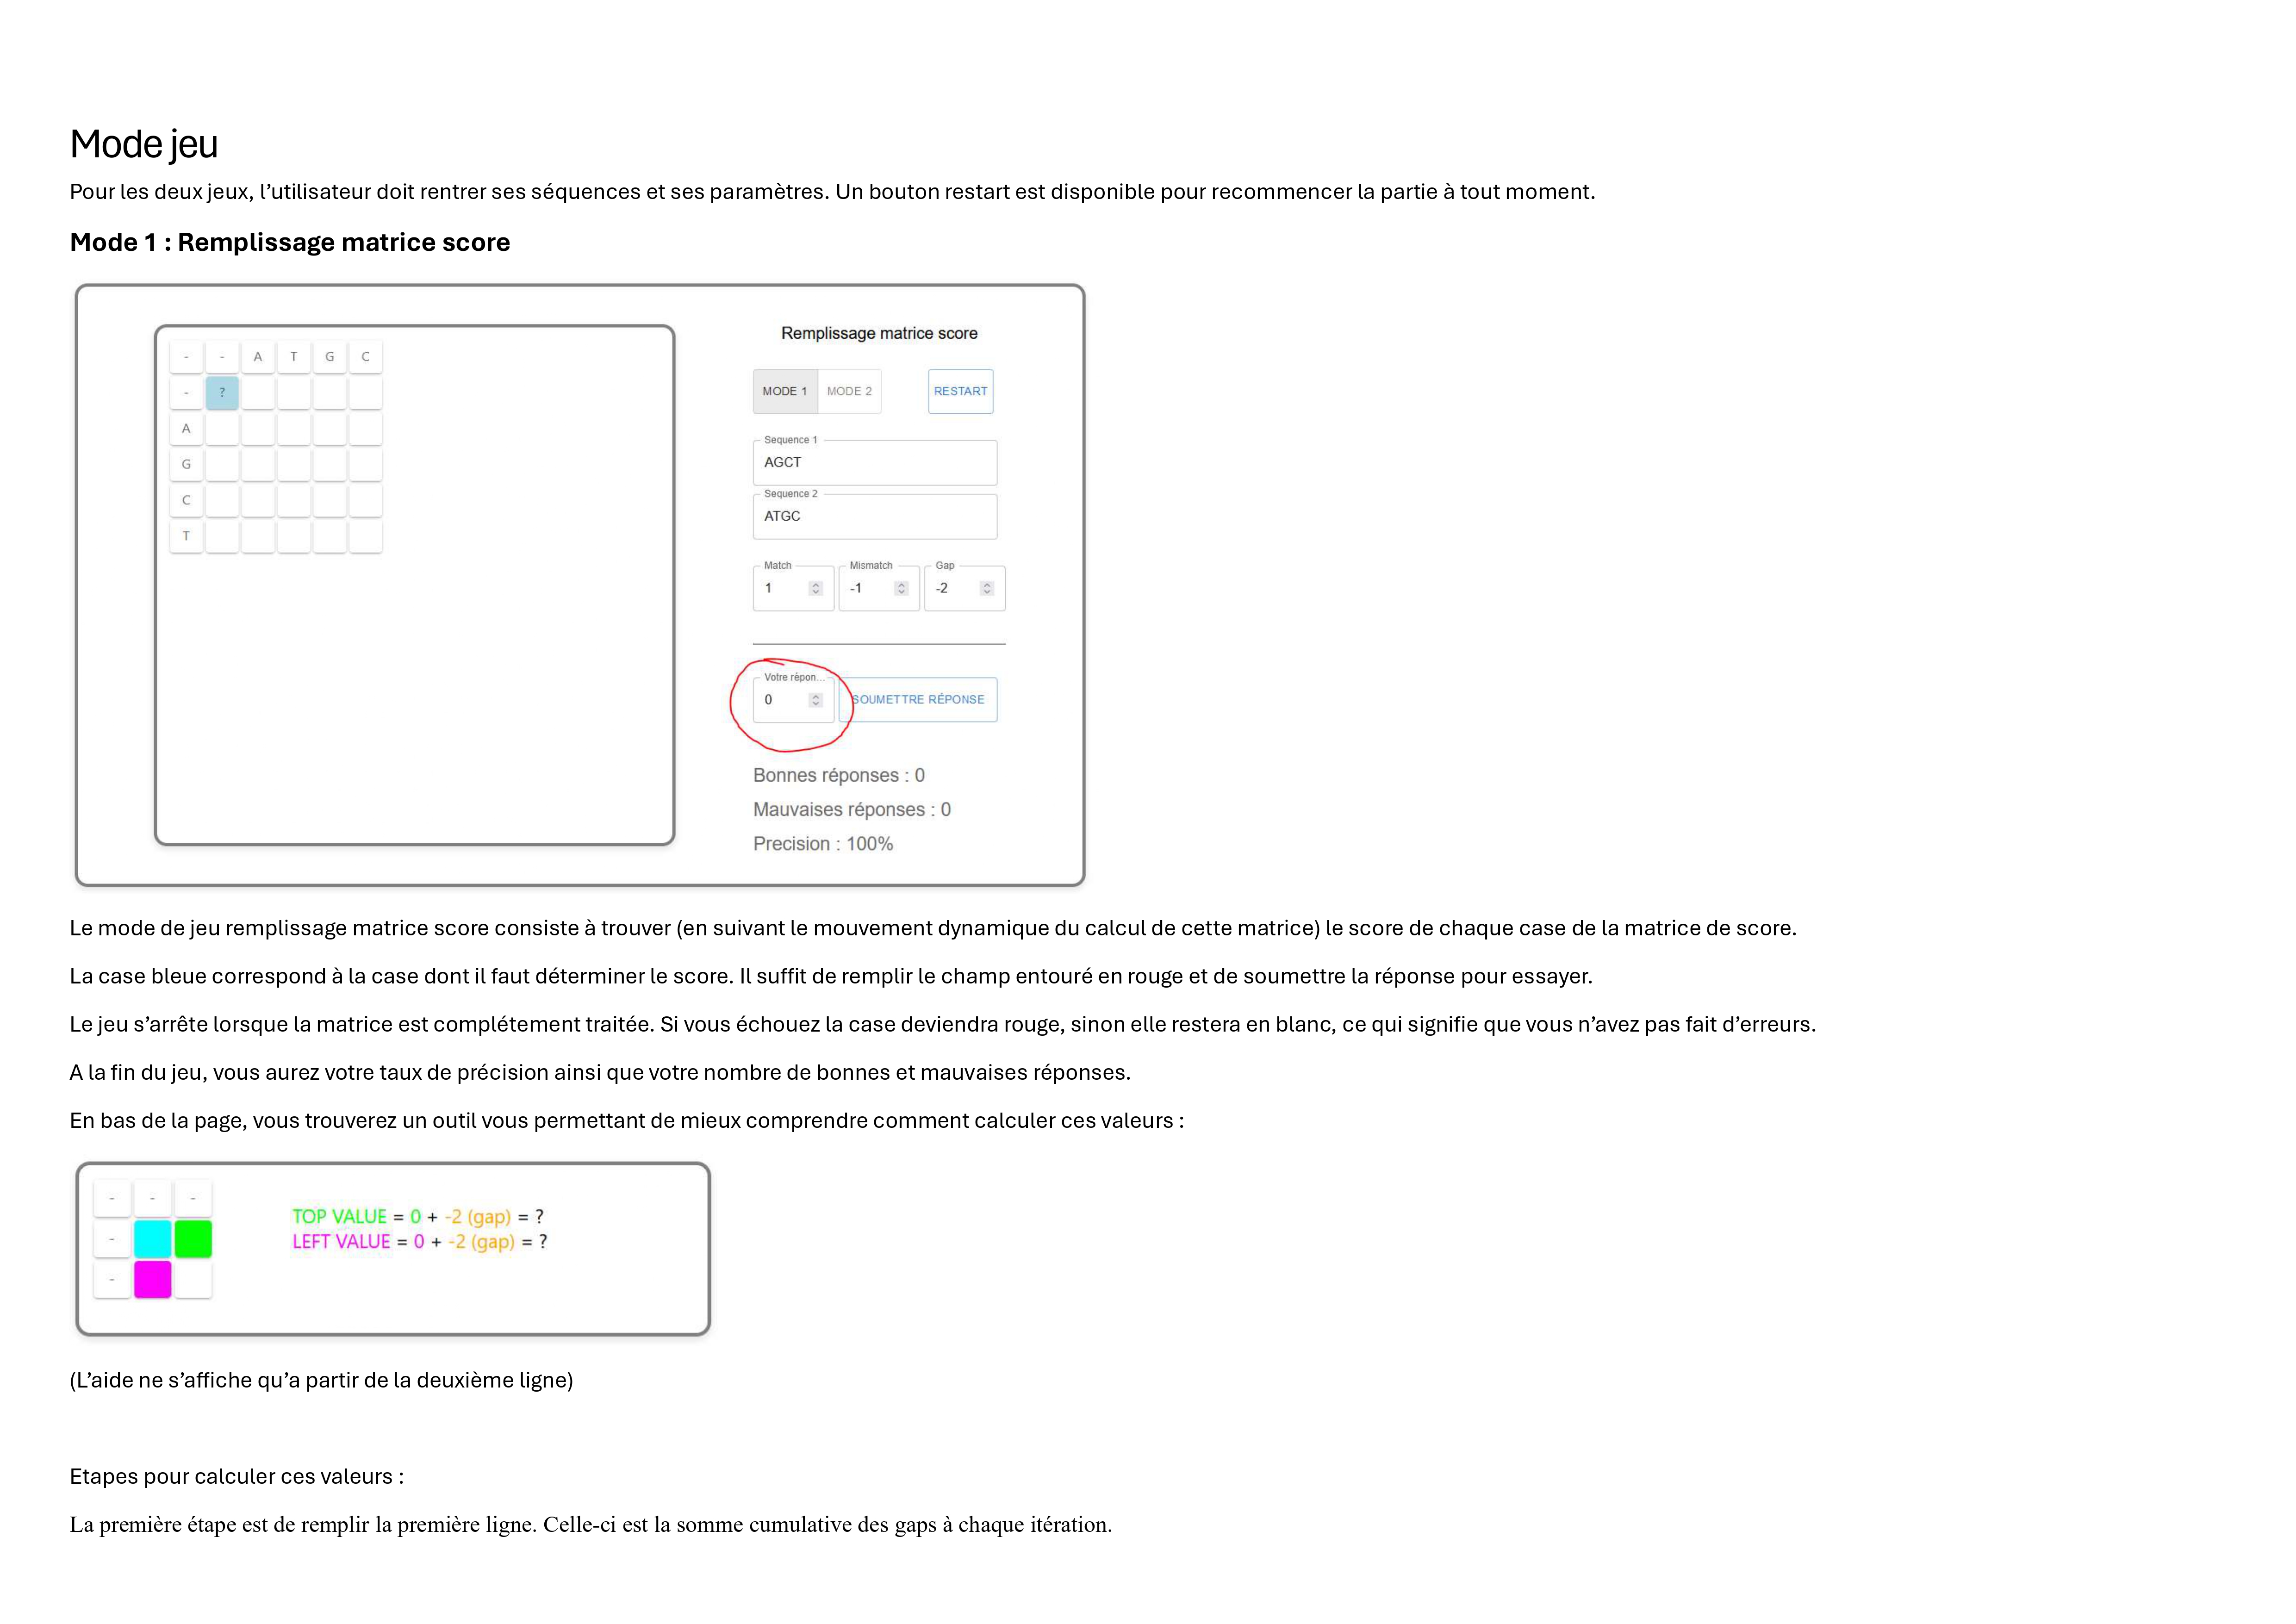 Mode jeu
Pour les deux jeux, l’utilisateur doit rentrer ses séquences et ses paramètres. Un bouton restart est disponible pour recommencer la partie à tout moment.
Mode 1 : Remplissage matrice score
- - A T G C
- ?
A
G
C
T
Remplissage matrice score
MODE 1 MODE 2 RESTART
Sequence 1
AGCT
Sequence 2
ATGC
Match Mismatch Gap
1 -1 -2
Votre répon...
0 SOUMETTRE RÉPONSE
Bonnes réponses : 0
Mauvaises réponses : 0
Precision : 100%
Le mode de jeu remplissage matrice score consiste à trouver (en suivant le mouvement dynamique du calcul de cette matrice) le score de chaque case de la matrice de score.
La case bleue correspond à la case dont il faut déterminer le score. Il suffit de remplir le champ entouré en rouge et de soumettre la réponse pour essayer.
Le jeu s’arrête lorsque la matrice est complétement traitée. Si vous échouez la case deviendra rouge, sinon elle restera en blanc, ce qui signifie que vous n’avez pas fait d’erreurs.
A la fin du jeu, vous aurez votre taux de précision ainsi que votre nombre de bonnes et mauvaises réponses.
En bas de la page, vous trouverez un outil vous permettant de mieux comprendre comment calculer ces valeurs :
- - -
-
-
TOP VALUE = 0 + -2 (gap) = ?
LEFT VALUE = 0 + -2 (gap) = ?
(L’aide ne s’affiche qu’a partir de la deuxième ligne)
Etapes pour calculer ces valeurs :
La première étape est de remplir la première ligne. Celle-ci est la somme cumulative des gaps à chaque itération.